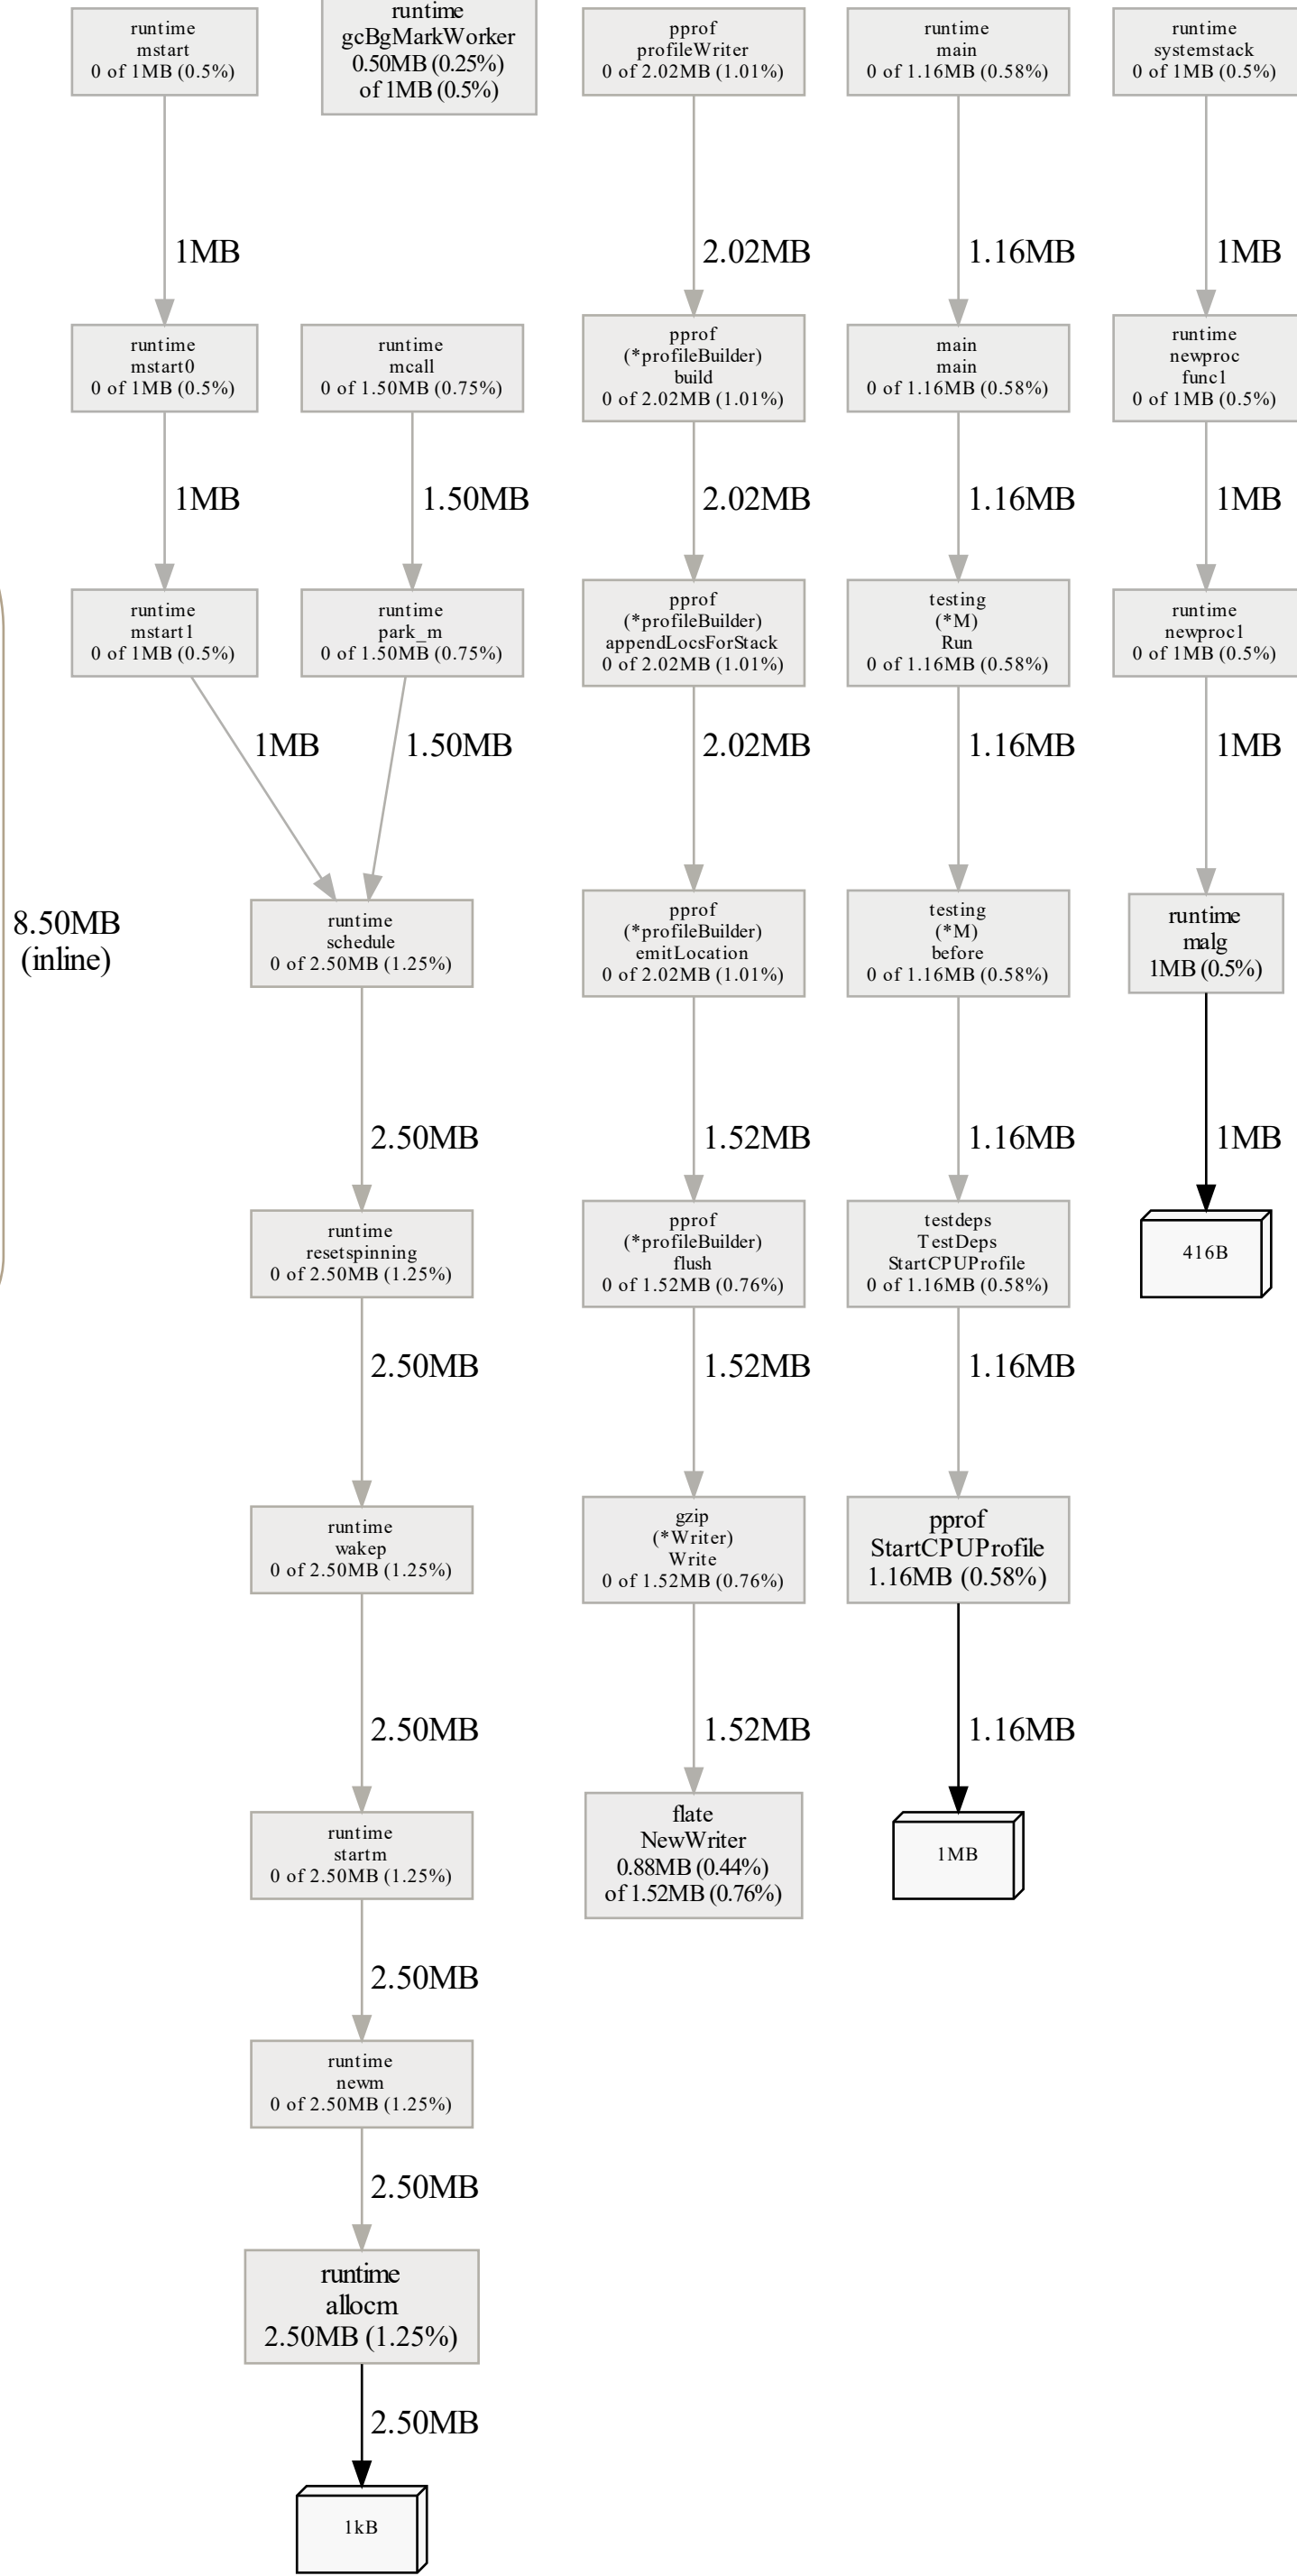 runtime
mstart
0 of 1MB (0.5%)
runtime
gcBgMarkWorker
0.50MB (0.25%)
of 1MB (0.5%)
pprof
profileWriter
0 of 2.02MB (1.01%)
runtime
main
0 of 1.16MB (0.58%)
runtime
systemstack
0 of 1MB (0.5%)
1MB
2.02MB
1.16MB
1MB
runtime
mstart0
0 of 1MB (0.5%)
runtime
mcall
0 of 1.50MB (0.75%)
pprof
(*profileBuilder)
build
0 of 2.02MB (1.01%)
main
main
0 of 1.16MB (0.58%)
runtime
newproc
func1
0 of 1MB (0.5%)
1MB
1.50MB
2.02MB
1.16MB
1MB
runtime
mstart1
0 of 1MB (0.5%)
runtime
park_m
0 of 1.50MB (0.75%)
pprof
(*profileBuilder)
appendLocsForStack
0 of 2.02MB (1.01%)
testing
(*M)
Run
0 of 1.16MB (0.58%)
runtime
newproc1
0 of 1MB (0.5%)
1MB
1.50MB
2.02MB
1.16MB
1MB
8.50MB
(inline)
runtime
schedule
0 of 2.50MB (1.25%)
pprof
(*profileBuilder)
emitLocation
0 of 2.02MB (1.01%)
testing
(*M)
before
0 of 1.16MB (0.58%)
runtime
malg
1MB (0.5%)
2.50MB
1.52MB
1.16MB
1MB
runtime
resetspinning
0 of 2.50MB (1.25%)
pprof
(*profileBuilder)
flush
0 of 1.52MB (0.76%)
testdeps
TestDeps
StartCPUProfile
0 of 1.16MB (0.58%)
416B
2.50MB
1.52MB
1.16MB
runtime
wakep
0 of 2.50MB (1.25%)
gzip
(*Writer)
Write
0 of 1.52MB (0.76%)
pprof
StartCPUProfile
1.16MB (0.58%)
2.50MB
1.52MB
1.16MB
runtime
startm
0 of 2.50MB (1.25%)
flate
NewWriter
0.88MB (0.44%)
of 1.52MB (0.76%)
1MB
2.50MB
runtime
newm
0 of 2.50MB (1.25%)
2.50MB
runtime
allocm
2.50MB (1.25%)
2.50MB
1kB